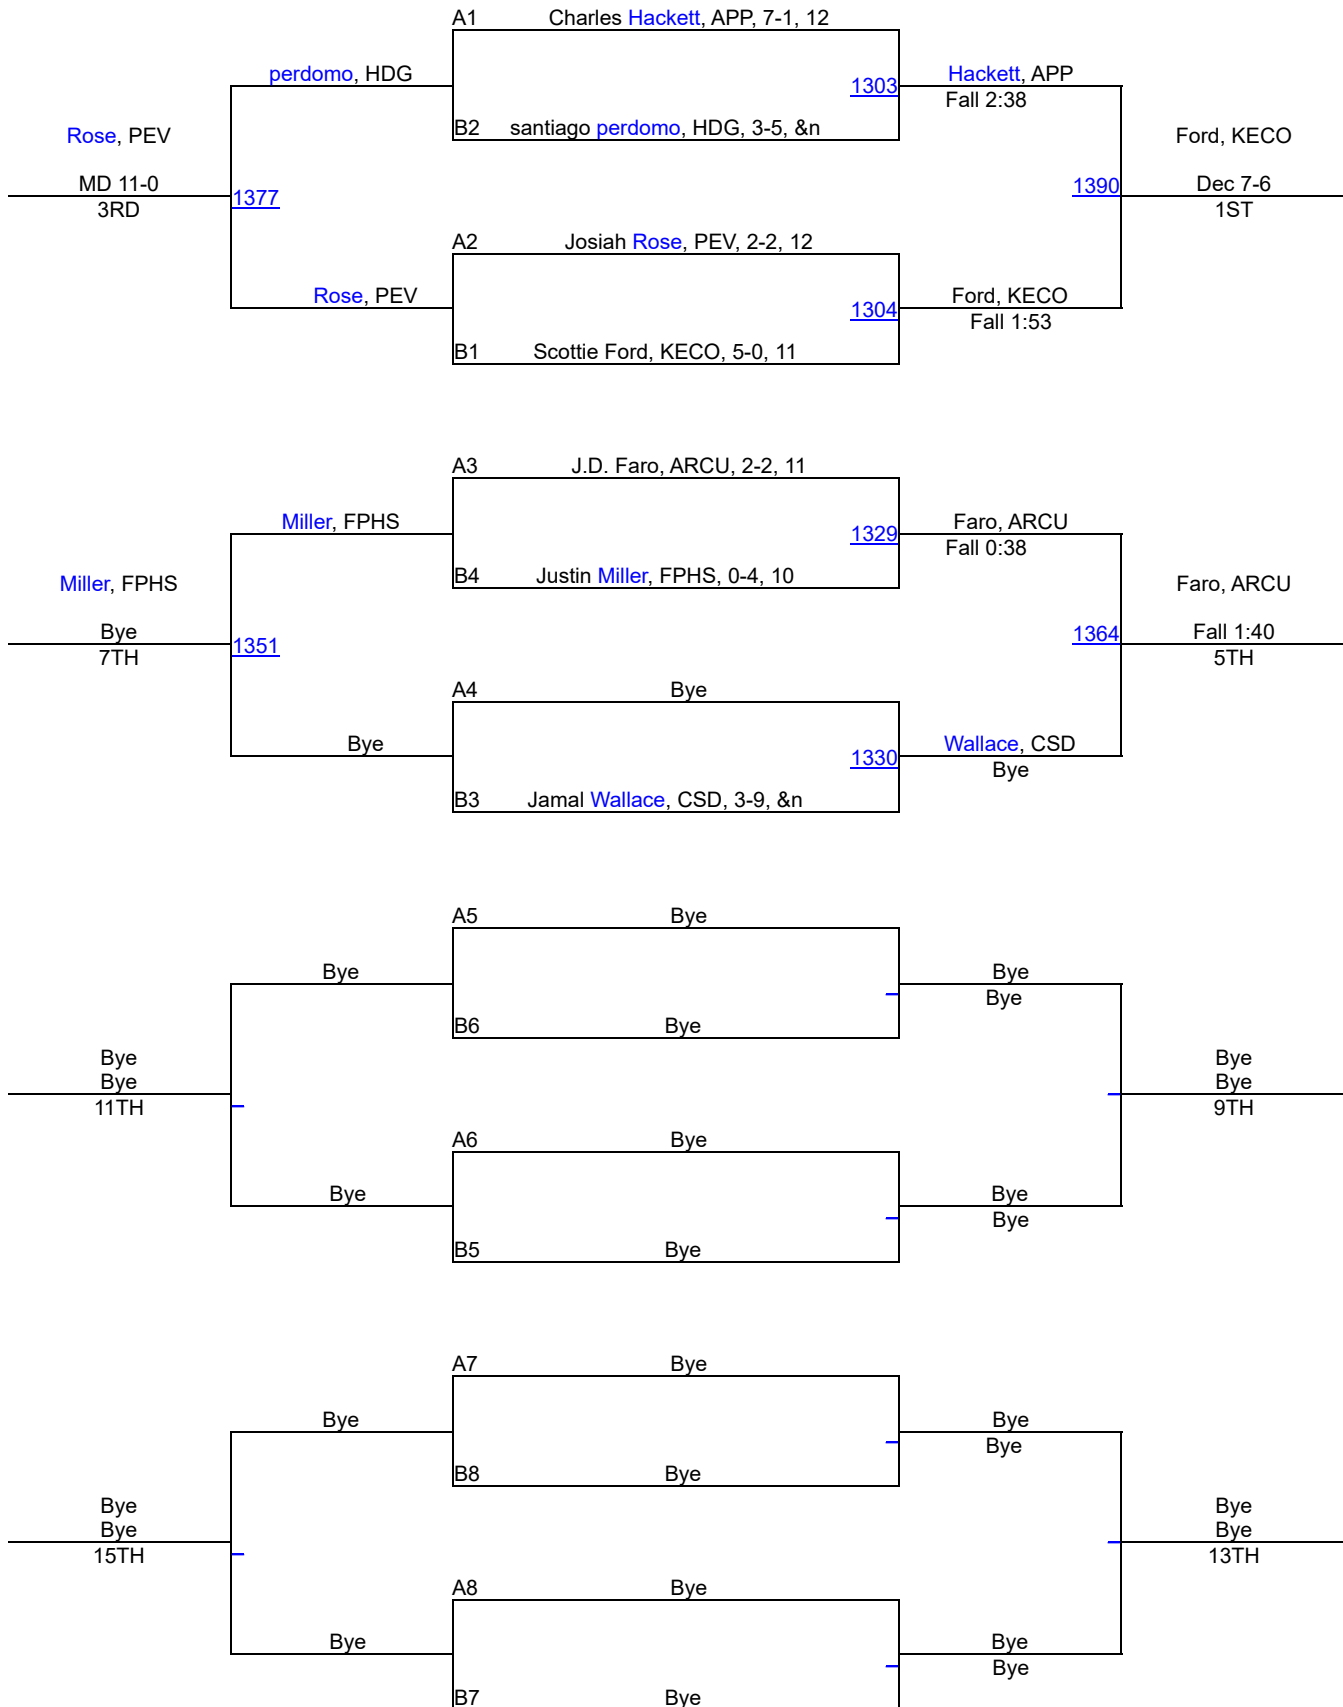 A1 Charles Hackett, APP, 7-1, 12
perdomo, HDG
1303
Hackett, APP
Fall 2:38
B2 santiago perdomo, HDG, 3-5, &n
Rose, PEV
Ford, KECO
MD 11-0
3RD
1377
1390
Dec 7-6
1ST
A2 Josiah Rose, PEV, 2-2, 12
Rose, PEV
1304
Ford, KECO
Fall 1:53
B1 Scottie Ford, KECO, 5-0, 11
A3 J.D. Faro, ARCU, 2-2, 11
Miller, FPHS
1329
Faro, ARCU
Fall 0:38
B4 Justin Miller, FPHS, 0-4, 10
Miller, FPHS
Faro, ARCU
Bye
7TH
1351
1364
Fall 1:40
5TH
A4 Bye
Bye
1330
Wallace, CSD
Bye
B3 Jamal Wallace, CSD, 3-9, &n
A5 Bye
Bye
Bye
Bye
B6 Bye
Bye
Bye
11TH
Bye
Bye
9TH
A6 Bye
Bye
Bye
Bye
B5 Bye
A7 Bye
Bye
Bye
Bye
B8 Bye
Bye
Bye
15TH
Bye
Bye
13TH
A8 Bye
Bye
Bye
Bye
B7 Bye